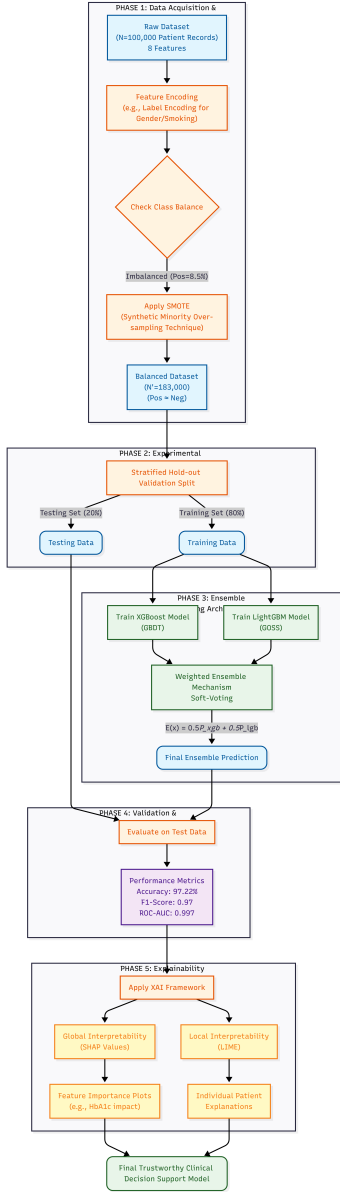 PHASE 1: Data Acquisition &
Raw Dataset
(N=100,000 Patient Records)
8 Features
Feature Encoding
(e.g., Label Encoding for
Gender/Smoking)
Check Class Balance
Imbalanced (Pos=8.5%)
Apply SMOTE
(Synthetic Minority Over-
sampling Technique)
Balanced Dataset
(N'=183,000)
(Pos ≈ Neg)
PHASE 2: Experimental
Stratified Hold-out
Validation Split
Testing Set (20%)
Training Set (80%)
Testing Data
Training Data
PHASE 3: Ensemble
ng Arch
Train XGBoost Model
(GBDT)
Train LightGBM Model
(GOSS)
Weighted Ensemble
Mechanism
Soft-Voting
E(x) = 0.5P_xgb + 0.5P_lgb
Final Ensemble Prediction
PHASE 4: Validation &
Evaluate on Test Data
Performance Metrics
Accuracy: 97.22%
F1-Score: 0.97
ROC-AUC: 0.997
PHASE 5: Explainability
Apply XAI Framework
Global Interpretability
(SHAP Values)
Local Interpretability
(LIME)
Feature Importance Plots
(e.g., HbA1c impact)
Individual Patient
Explanations
Final Trustworthy Clinical
Decision Support Model